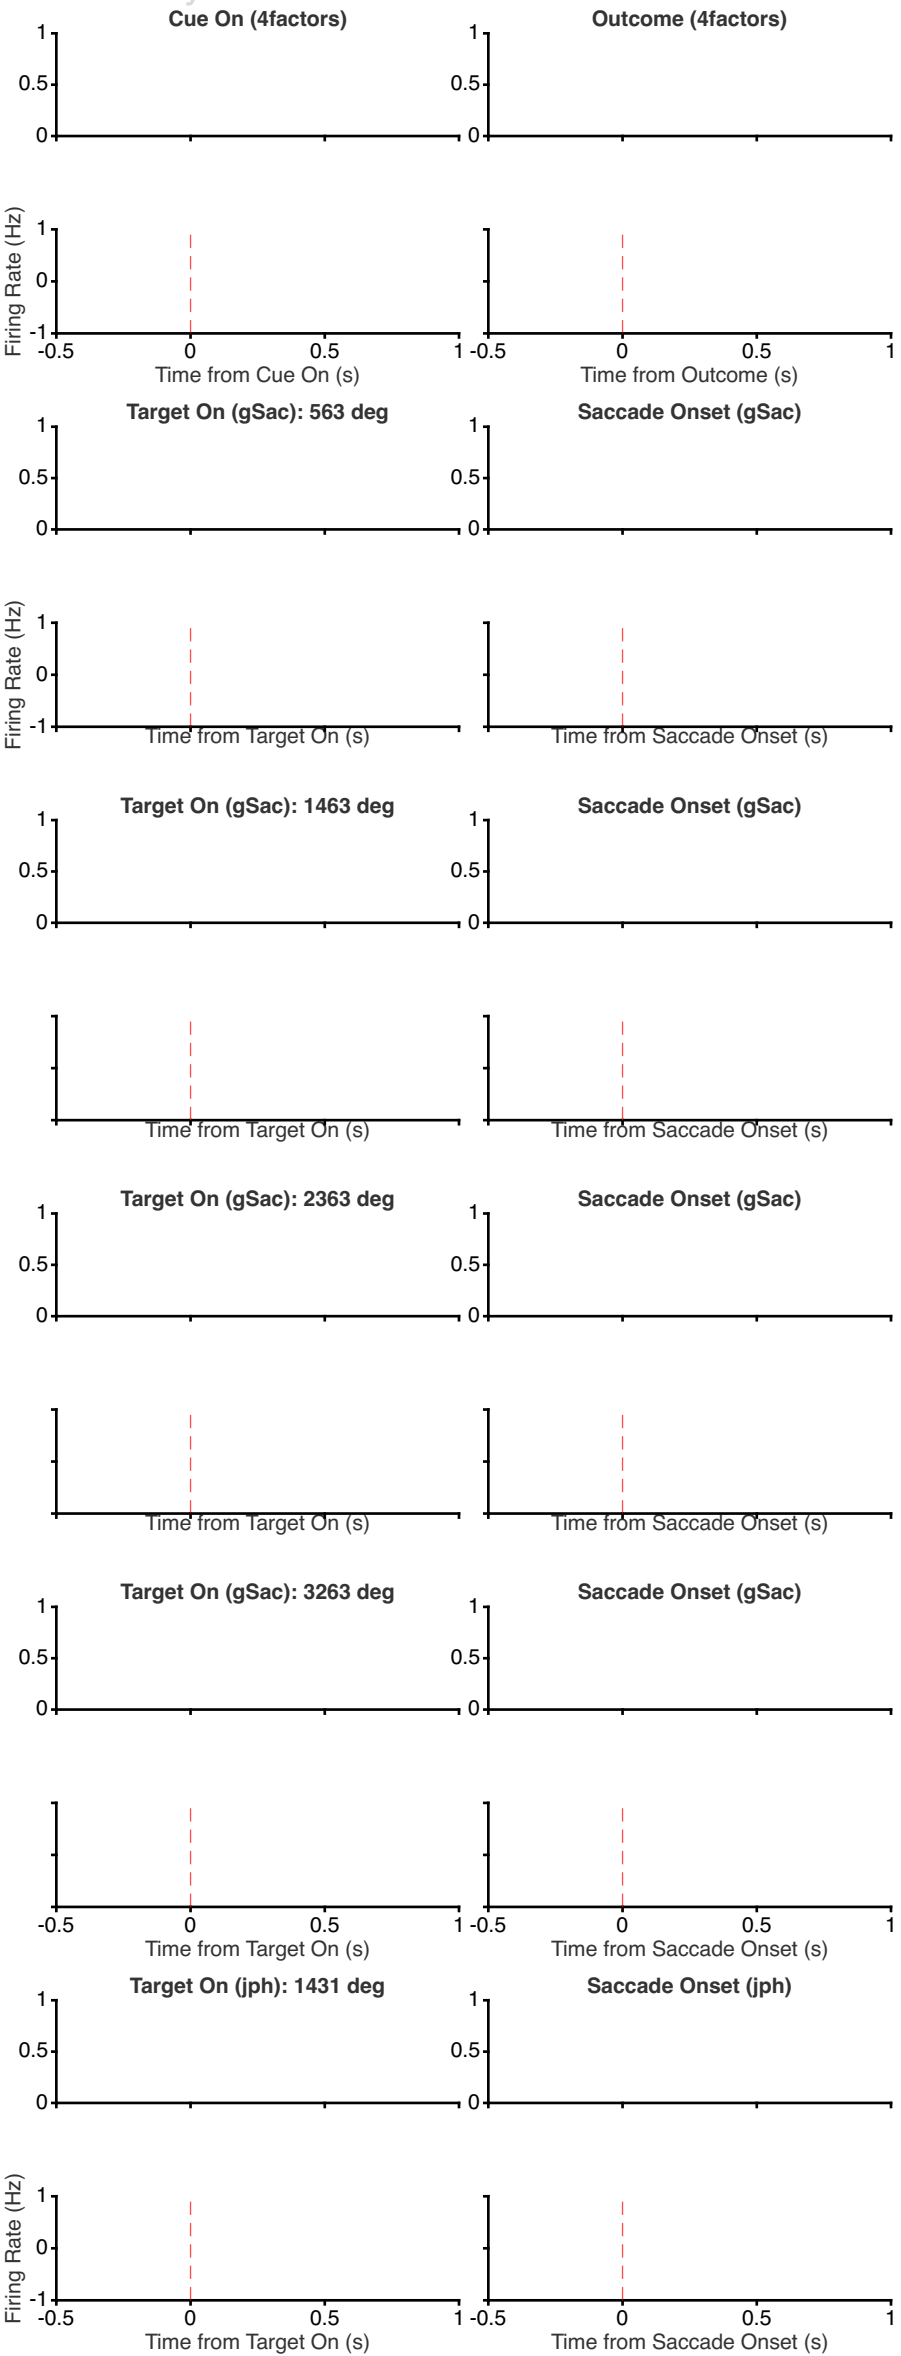 Cue On (4factors) Outcome (4factors)
1 1
0.5 0.5
0 0
Firing Rate (Hz)
1
0
-1
-0.5 0 0.5 1 -0.5 0 0.5 1
Time from Cue On (s) Time from Outcome (s)
Target On (gSac): 563 deg Saccade Onset (gSac)
1 1
0.5 0.5
0 0
Firing Rate (Hz)
1
0
-1
Time from Target On (s) Time from Saccade Onset (s)
Target On (gSac): 1463 deg Saccade Onset (gSac)
1 1
0.5 0.5
0 0
Time from Target On (s) Time from Saccade Onset (s)
Target On (gSac): 2363 deg Saccade Onset (gSac)
1 1
0.5 0.5
0 0
Time from Target On (s) Time from Saccade Onset (s)
Target On (gSac): 3263 deg Saccade Onset (gSac)
1 1
0.5 0.5
0 0
-0.5 0 0.5 1 -0.5 0 0.5 1
Time from Target On (s) Time from Saccade Onset (s)
Target On (jph): 1431 deg Saccade Onset (jph)
1 1
0.5 0.5
0 0
Firing Rate (Hz)
1
0
-1
-0.5 0 0.5 1 -0.5 0 0.5 1
Time from Target On (s) Time from Saccade Onset (s)